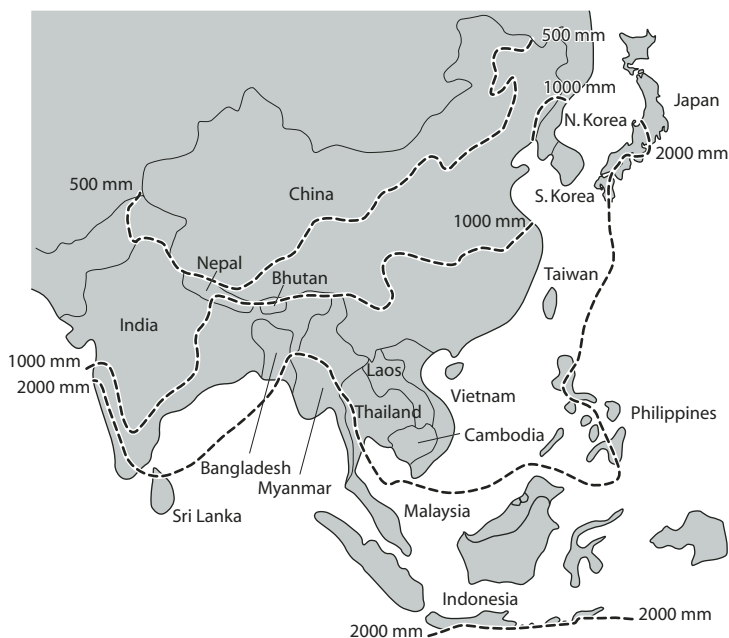 500 mm
1000 mm
Japan
N. Korea
2000 mm
500 mm
China
S. Korea
1000 mm
Nepal
Bhutan
Taiwan
India
1000 mm
2000 mm
Laos
Vietnam
Thailand
Philippines
Cambodia
Bangladesh
Myanmar
Sri Lanka
Malaysia
Indonesia
2000 mm
2000 mm